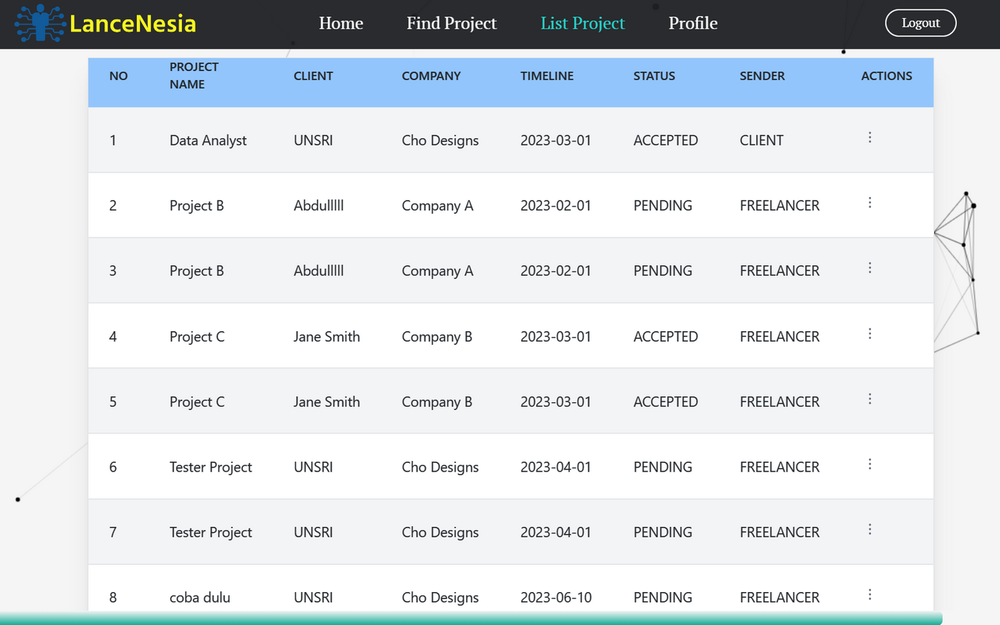 LanceNesia Home Find Project List Project Profile Logout
NO PROJECT NAME CLIENT COMPANY TIMELINE STATUS SENDER ACTIONS
1 Data Analyst UNSRI Cho Designs 2023-03-01 ACCEPTED CLIENT
2 Project B Abdulllll Company A 2023-02-01 PENDING FREELANCER
3 Project B Abdulllll Company A 2023-02-01 PENDING FREELANCER
4 Project C Jane Smith Company B 2023-03-01 ACCEPTED FREELANCER
5 Project C Jane Smith Company B 2023-03-01 ACCEPTED FREELANCER
6 Tester Project UNSRI Cho Designs 2023-04-01 PENDING FREELANCER
7 Tester Project UNSRI Cho Designs 2023-04-01 PENDING FREELANCER
8 coba dulu UNSRI Cho Designs 2023-06-10 PENDING FREELANCER